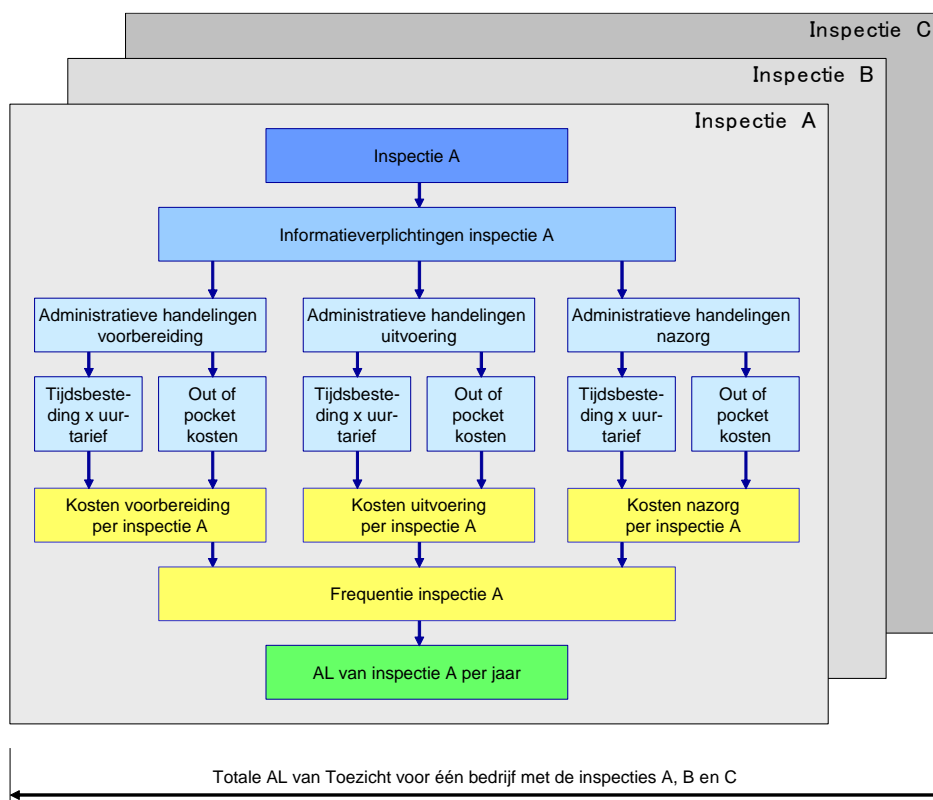 Inspectie C
Inspectie B
Inspectie A
Inspectie A
Informatieverplichtingen inspectie A
Administratieve handelingen
voorbereiding
Administratieve handelingen
uitvoering
Administratieve handelingen
nazorg
Tijdsbeste-
ding x uur-
tarief
Out of
pocket
kosten
Tijdsbeste-
ding x uur-
tarief
Out of
pocket
kosten
Tijdsbeste-
ding x uur-
tarief
Out of
pocket
kosten
Kosten voorbereiding
per inspectie A
Kosten uitvoering
per inspectie A
Kosten nazorg
per inspectie A
Frequentie inspectie A
AL van inspectie A per jaar
Totale AL van Toezicht voor één bedrijf met de inspecties A, B en C